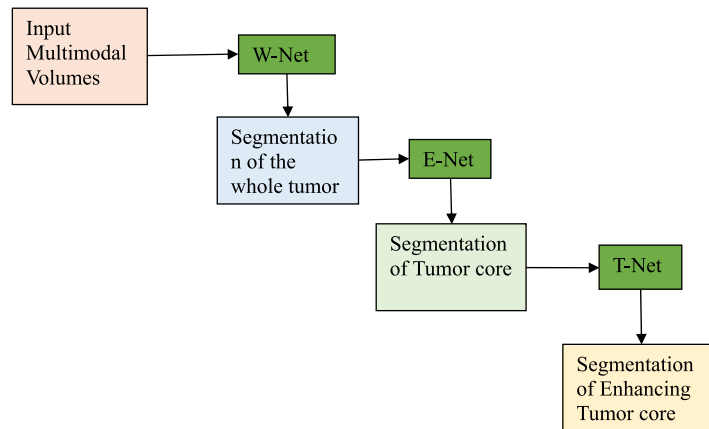 Input
Multimodal
Volumes
W-Net
Segmentatio
n of the
whole tumor
E-Net
Segmentation
of Tumor core
T-Net
Segmentation
of Enhancing
Tumor core